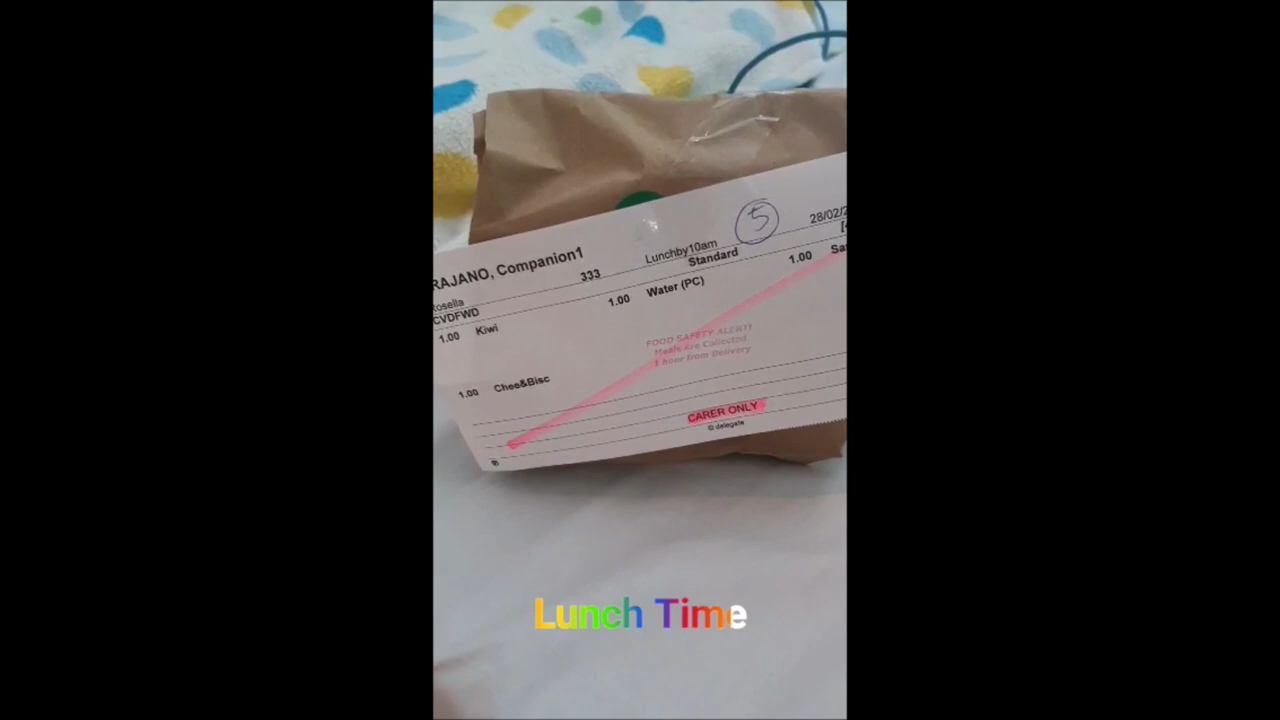 RAJANO, Companion1
333
Lunchby10am
5
28/02/2
Rosella
Standard
CVDFWD
1.00 Kiwi
1.00 Water (PC)
1.00
FOOD SAFETY ALERT!
Meals Are Collected
1 hour from Delivery
1.00 Chee&Bisc
CARER ONLY
© delegate
Lunch Time